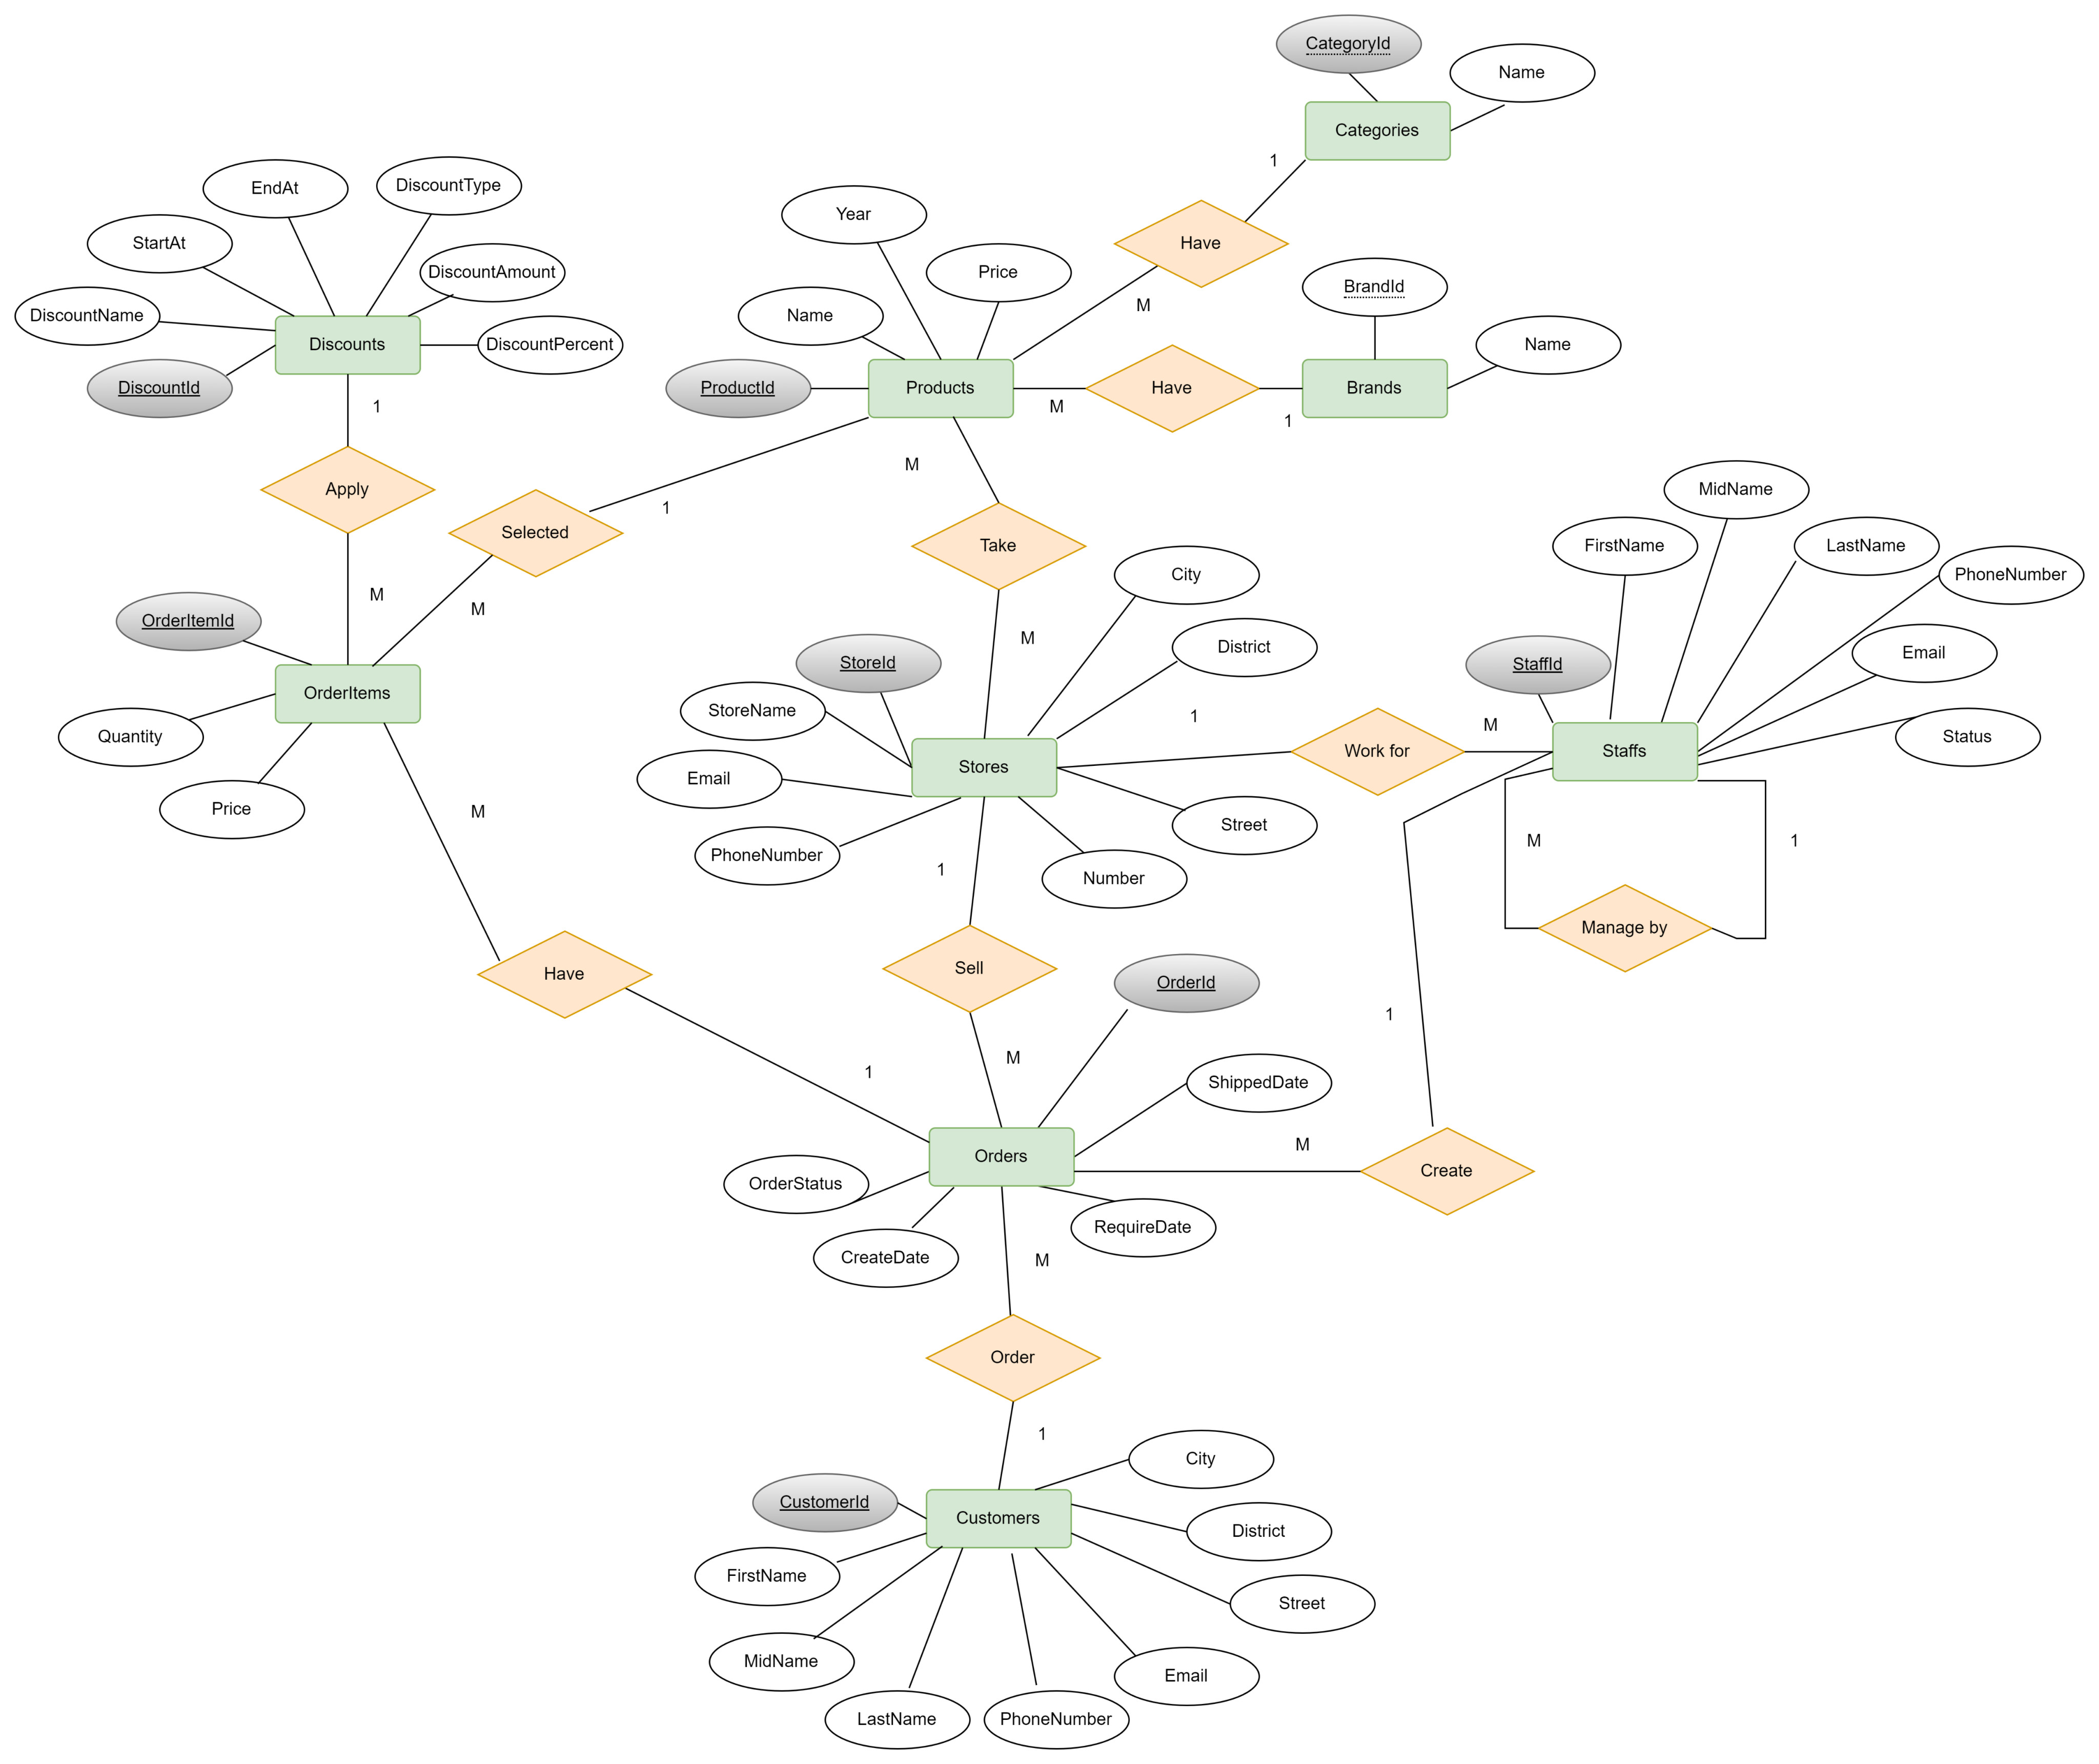 CategoryId
Name
Categories
1
Have
M
EndAt
DiscountType
StartAt
DiscountAmount
DiscountName
Discounts
DiscountPercent
DiscountId
1
Apply
M
Year
Price
Name
ProductId
Products
M
Have
1
BrandId
Name
Brands
M
1
Selected
M
Take
M
OrderItemId
OrderItems
Quantity
Price
M
City
District
StoreId
StoreName
Stores
Email
PhoneNumber
Number
Street
1
Work for
M
MidName
FirstName
LastName
PhoneNumber
StaffId
Email
Staffs
Status
M
1
Manage by
1
Sell
M
Have
1
OrderId
ShippedDate
Orders
OrderStatus
CreateDate
RequireDate
M
1
Create
M
Order
1
City
CustomerId
Customers
District
FirstName
Street
MidName
Email
LastName
PhoneNumber